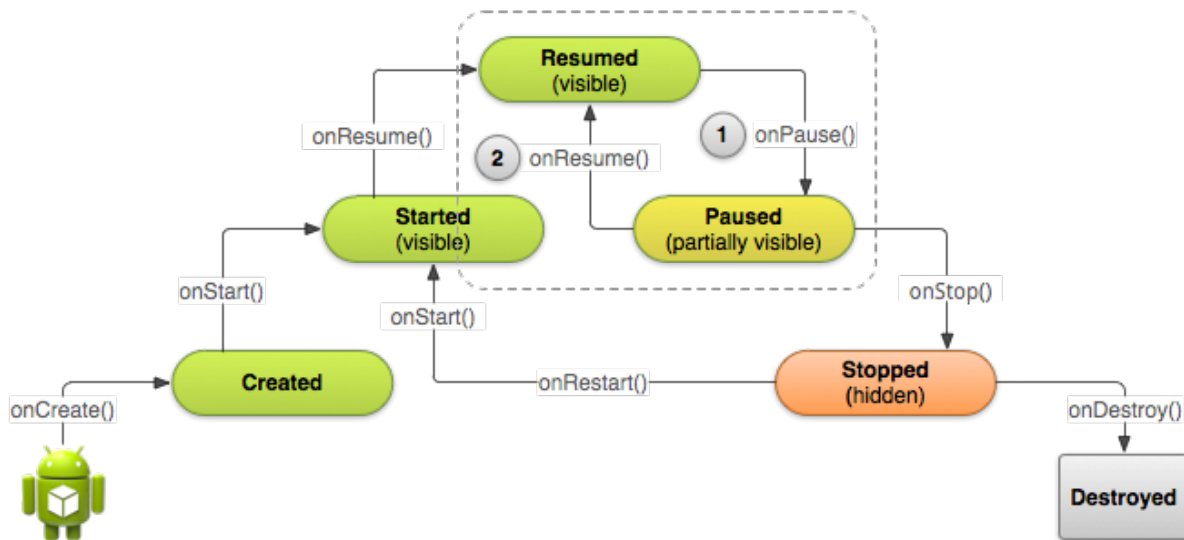 Resumed
(visible)
onResume()
2
onResume()
1
onPause()
Started
(visible)
Paused
(partially visible)
onStart()
onStart()
onStop()
Created
onRestart()
Stopped
(hidden)
onCreate()
onDestroy()
Destroyed